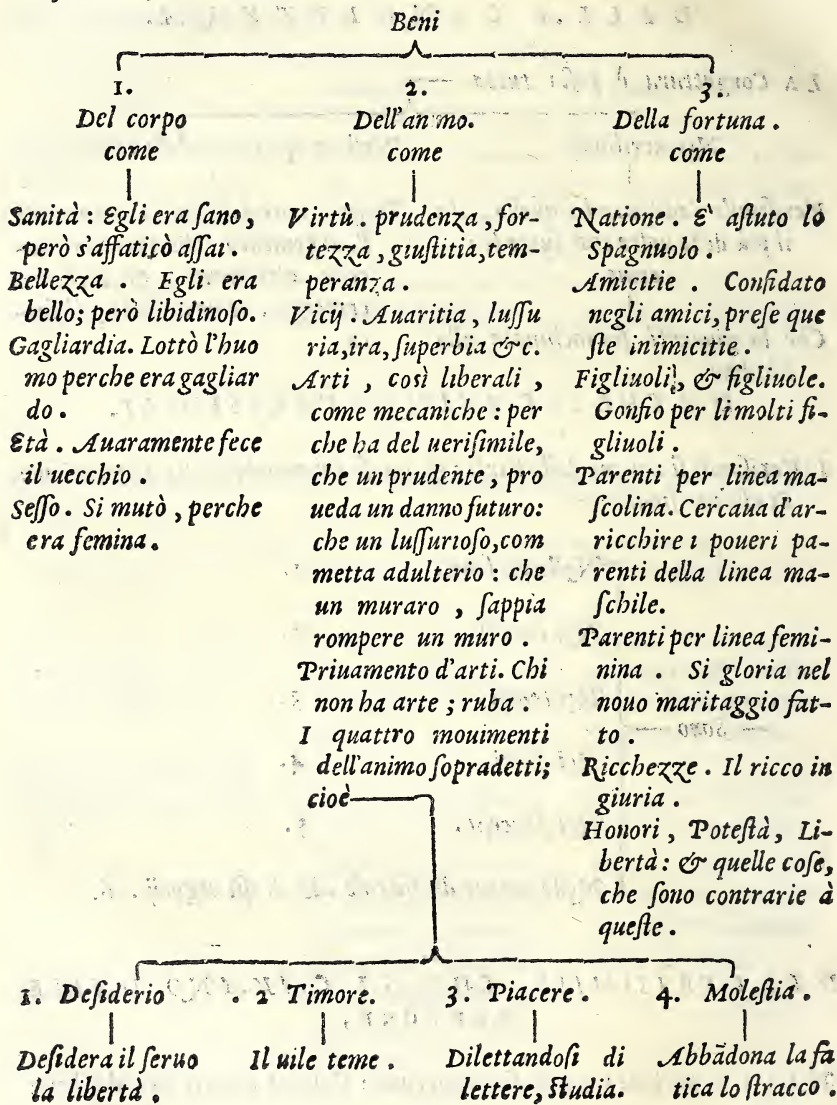 Beni
1.
Del corpo
come
Sanità : Egli era ſano,
però s'affaticò aſſai.
Bellezza . Egli era
bello; però libidinoſo.
Gagliardia. Lottò l'huo
mo perche era gagliar
do.
Età . Auaramente fece
il uecchio .
Seſſo. Si mutò , perche
era femina.
2.
Dell'an mo.
come
Virtù . prudenza , for-
tezza , giuſtitia, tem-
peranza .
Vicij . Auaritia , luſſu
ria, ira, ſuperbia &c.
Arti , così liberali ,
come mecaniche : per
che ha del ueriſimile,
che un prudente , pro
ueda un danno futuro:
che un luſſurioſo, com
metta adulterio : che
un muraro , ſappia
rompere un muro .
Priuamento d'arti. Chi
non ha arte ; ruba .
I quattro mouimenti
dell'animo ſopradetti;
cioè
3.
Della fortuna .
come
Natione . E' aſtuto lo
Spagnuolo .
Amicitie . Confidato
negli amici, preſe que
ſte inimicitie .
Figliuoli, & figliuole.
Gonfio per li molti fi-
gliuoli .
Parenti per linea ma-
ſcolina. Cercaua d'ar-
ricchire i poueri pa-
renti della linea ma-
ſchile.
Parenti per linea femi-
nina . Si gloria nel
nouo maritaggio fat-
to .
Ricchezze . Il ricco in
giuria .
Honori , Poteſtà, Li-
bertà : & quelle coſe,
che ſono contrarie à
queſte .
1. Deſiderio .
Deſidera il ſeruo
la libertà .
2 Timore.
Il uile teme .
3. Piacere .
Dilettandoſi di
lettere, Studia.
4. Moleſtia .
Abbādona la fa
tica lo ſtracco .